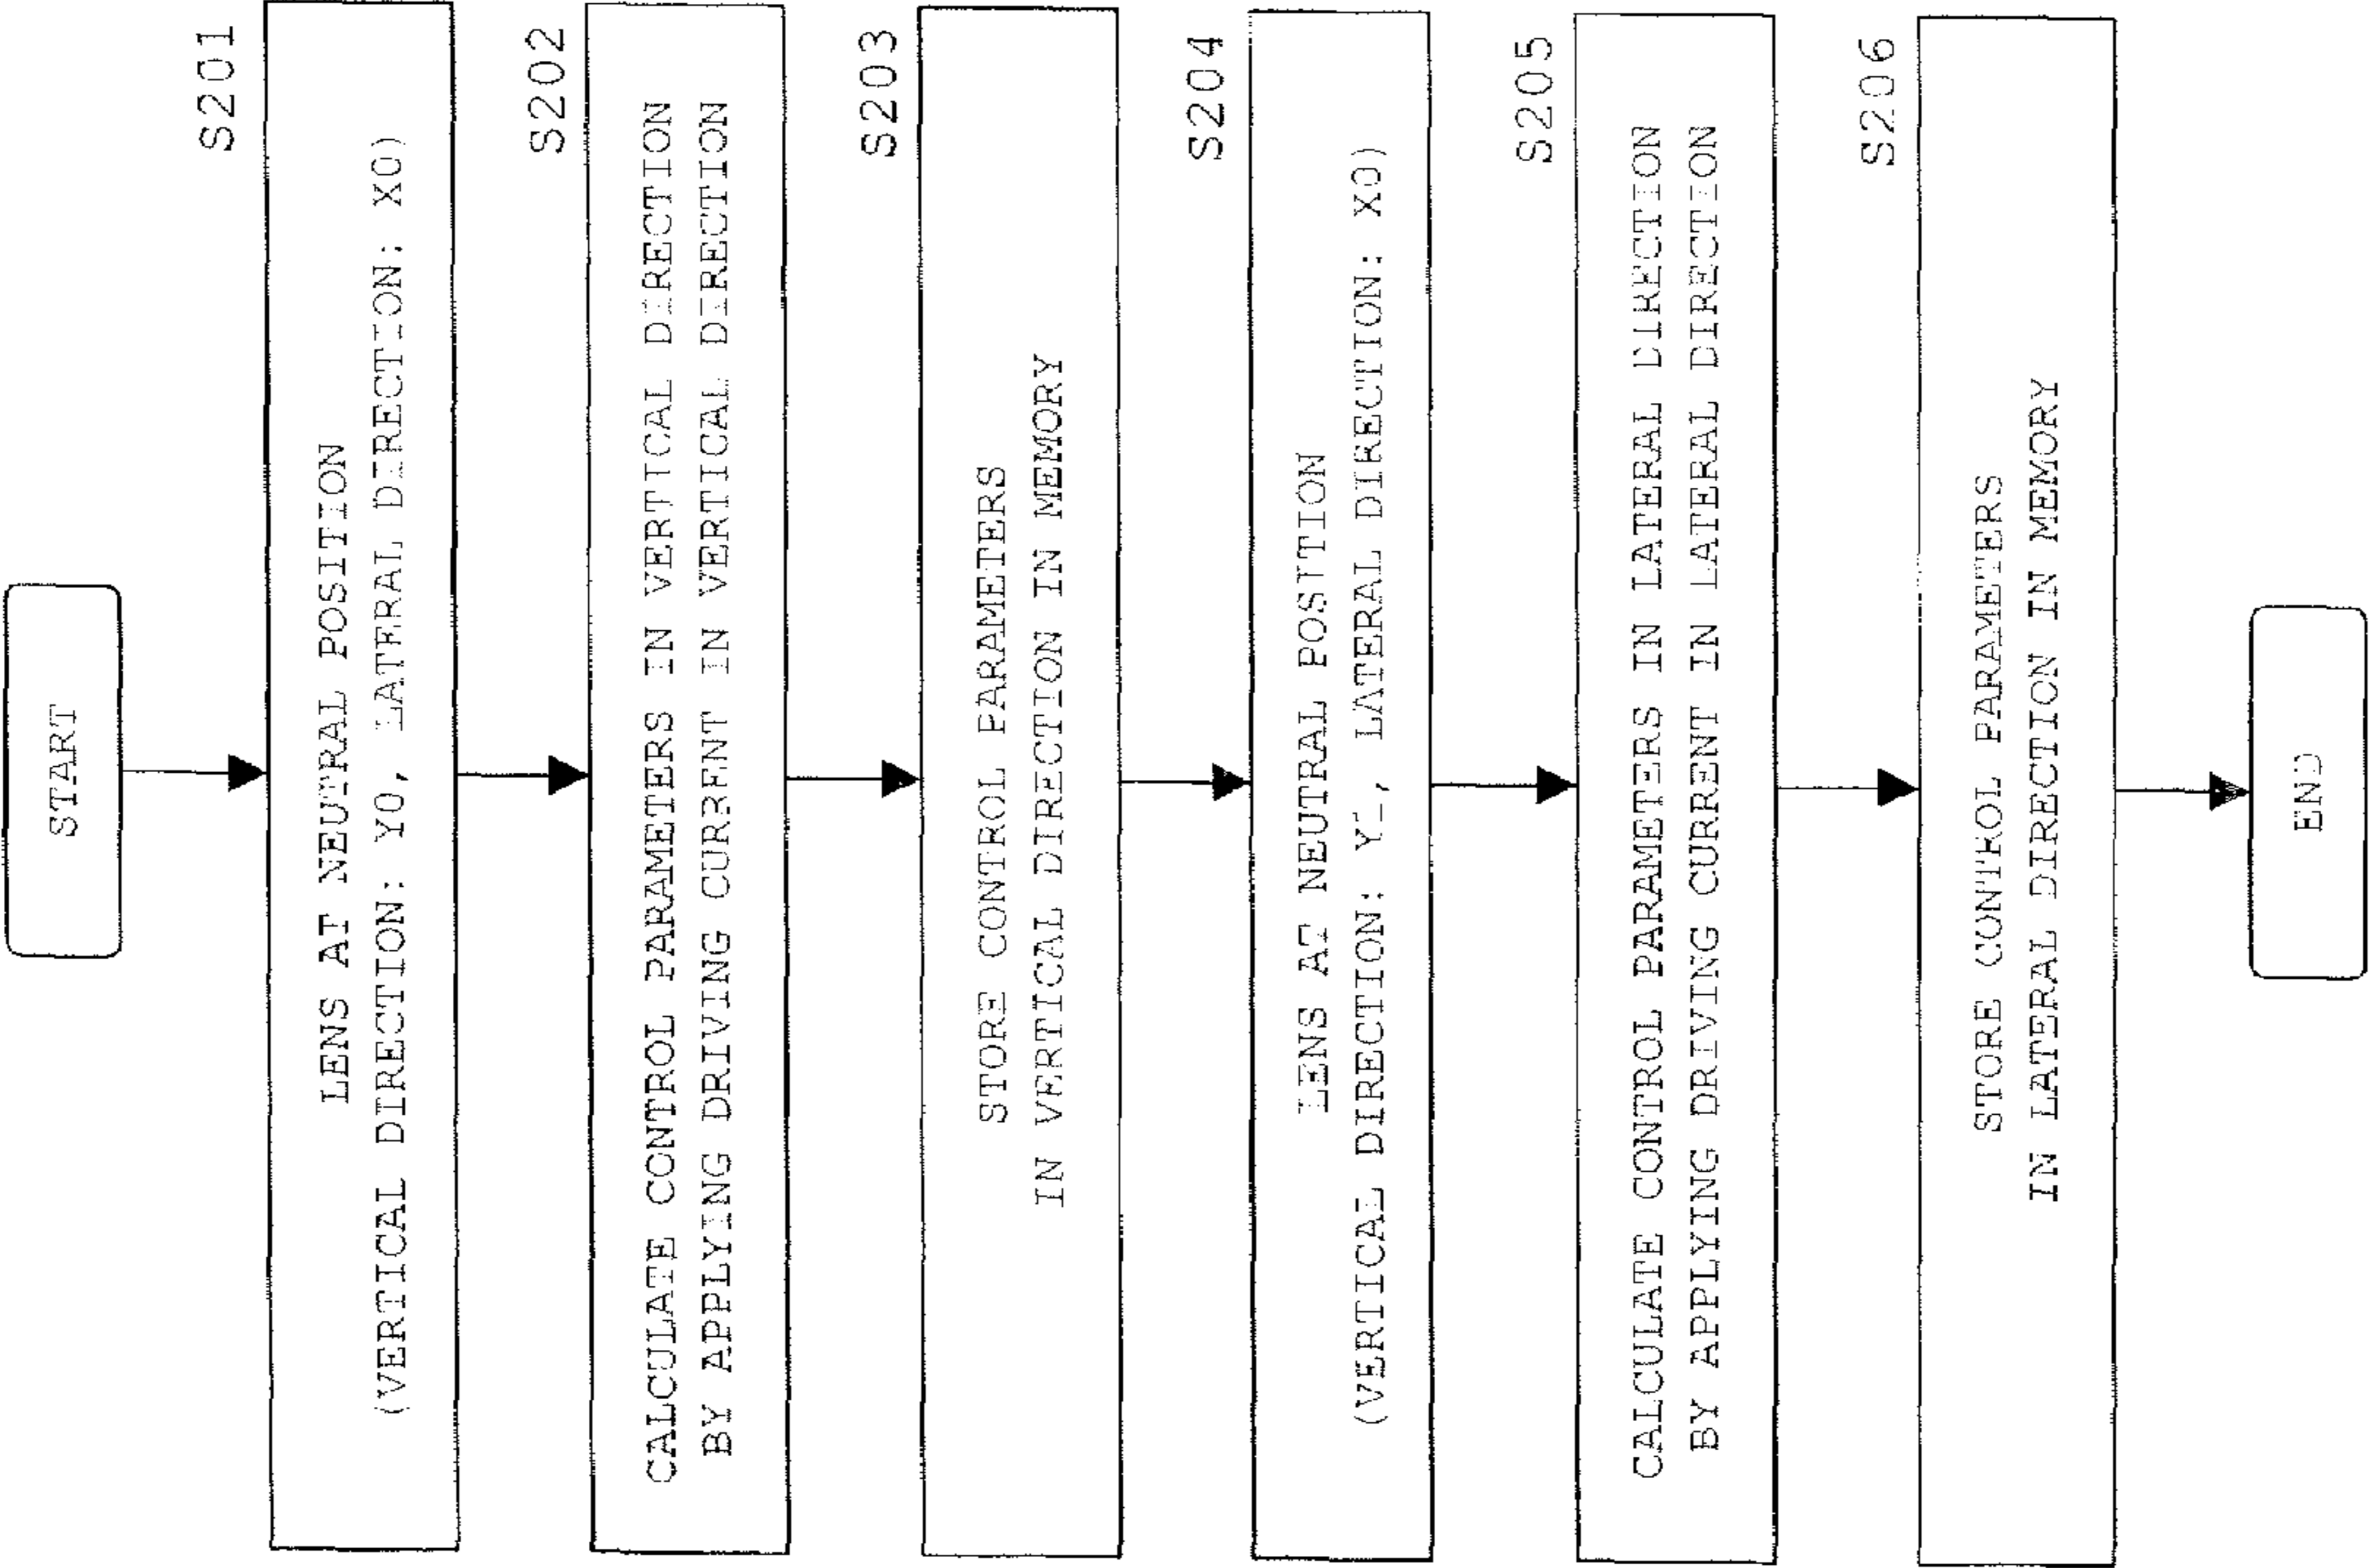 START
S201
LENS AT NEUTRAL POSITION
(VERTICAL DIRECTION: Y0, LATERAL DIRECTION: X0)
S202
CALCULATE CONTROL PARAMETERS IN VERTICAL DIRECTION
BY APPLYING DRIVING CURRENT IN VERTICAL DIRECTION
S203
STORE CONTROL PARAMETERS
IN VERTICAL DIRECTION IN MEMORY
S204
LENS AT NEUTRAL POSITION
(VERTICAL DIRECTION: LATERAL DIRECTION: X0)
S205
CALCULATE CONTROL PARAMETERS IN LATERAL DIRECTION
BY APPLYING DRIVING CURRENT IN LATERAL DIRECTION
S206
STORE CONTROL PARAMETERS
IN LATERAL DIRECTION IN MEMORY
END